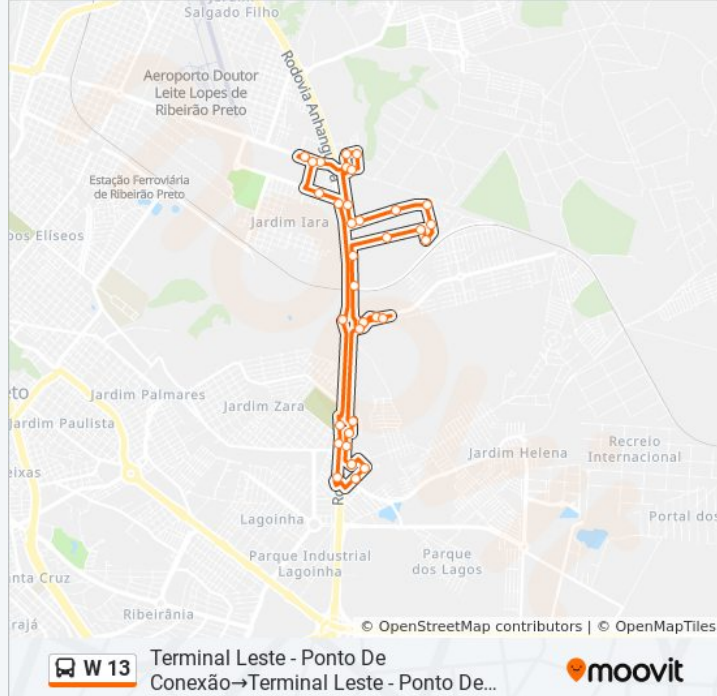 Salgado Filho
Aeroporto Doutor
Leite Lopes de
Ribeirão Preto
Rodovia Anhangu
a
Estação Ferroviária
de Ribeirão Preto
Jardim Iara
pos Elíseos
eto
Jardim Palmares
Jardim Zara
Jardim Paulista
eixas
Jardim Helena
Recreio
Internacional
Ro
Lagoinha
Portal dos
Parque Industrial
Lagoinha
Parque
dos Lagos
anta Cruz
Ribeirânia
rajá
© OpenStreetMap contributors | © OpenMapTiles
W 13
Terminal Leste - Ponto De
Conexão→Terminal Leste - Ponto De...
moovit